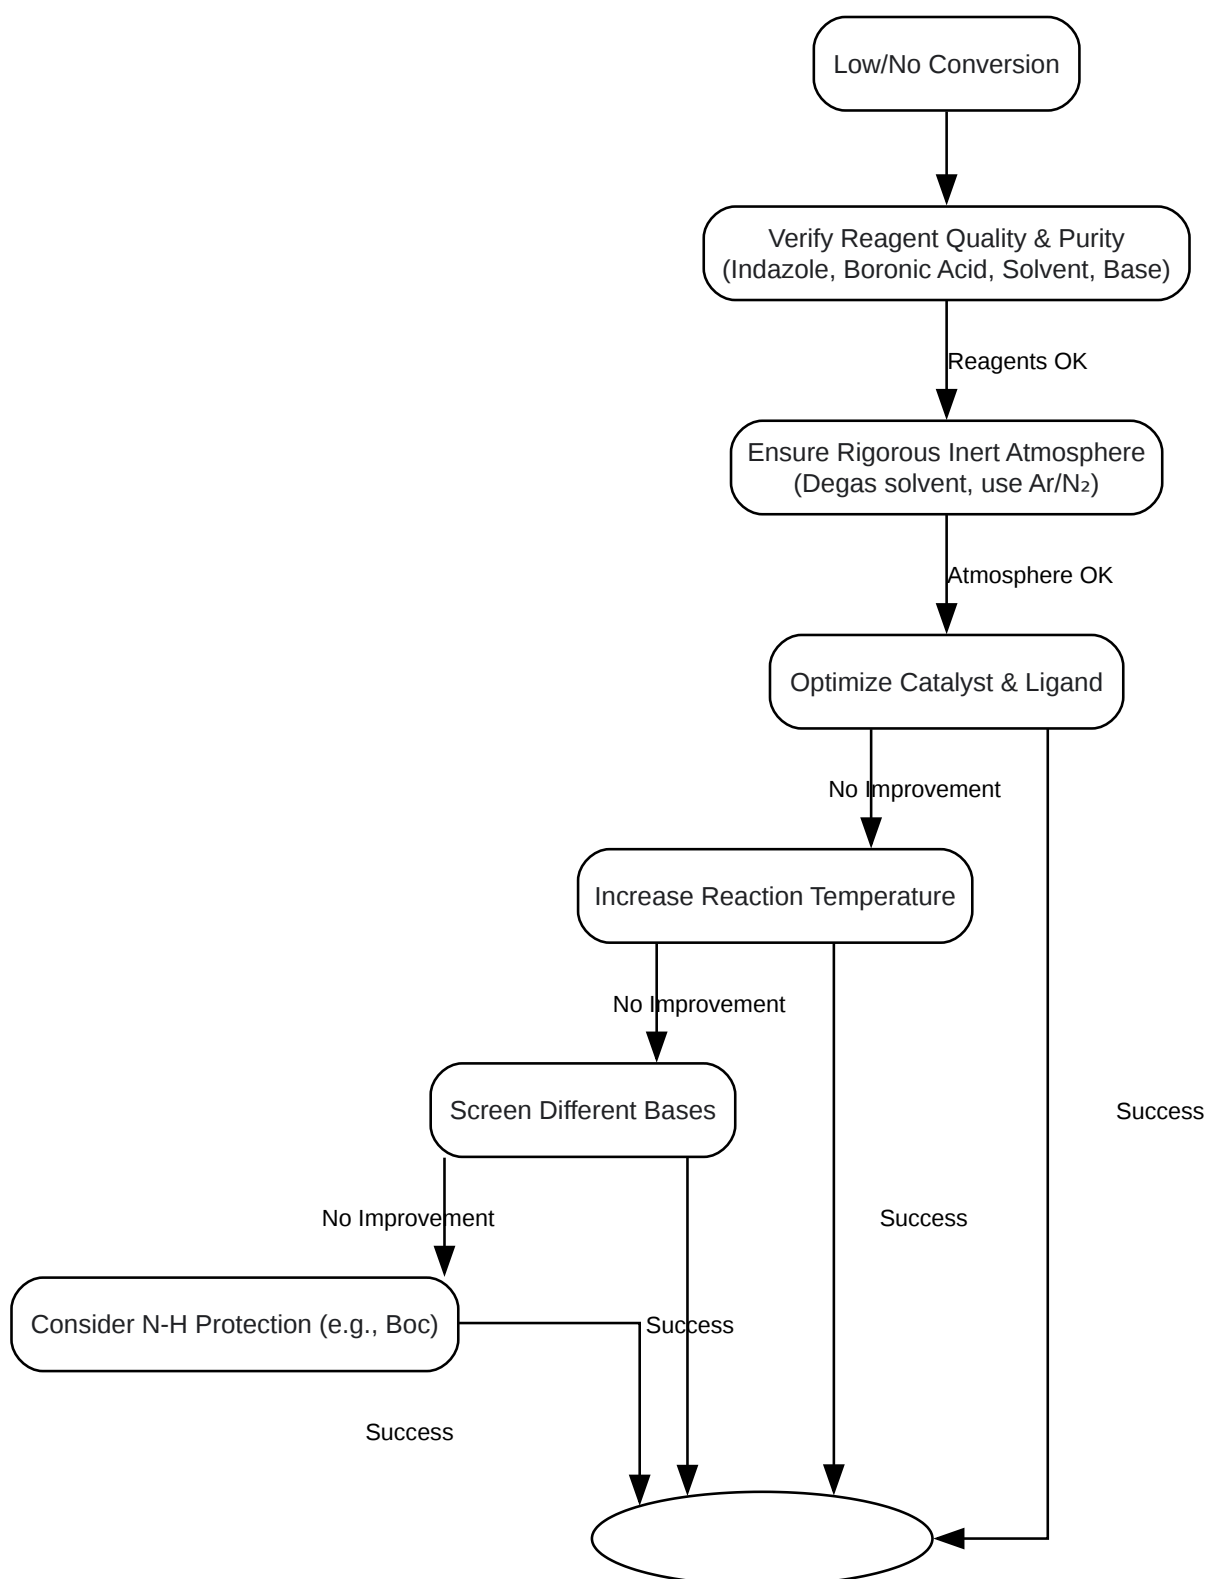 Low/No Conversion
Verify Reagent Quality & Purity
(Indazole, Boronic Acid, Solvent, Base)
Reagents OK
Ensure Rigorous Inert Atmosphere
(Degas solvent, use Ar/N₂)
Atmosphere OK
Optimize Catalyst & Ligand
No Improvement
Increase Reaction Temperature
No Improvement
Screen Different Bases
Success
No Improvement
Success
Consider N-H Protection (e.g., Boc)
Success
Success